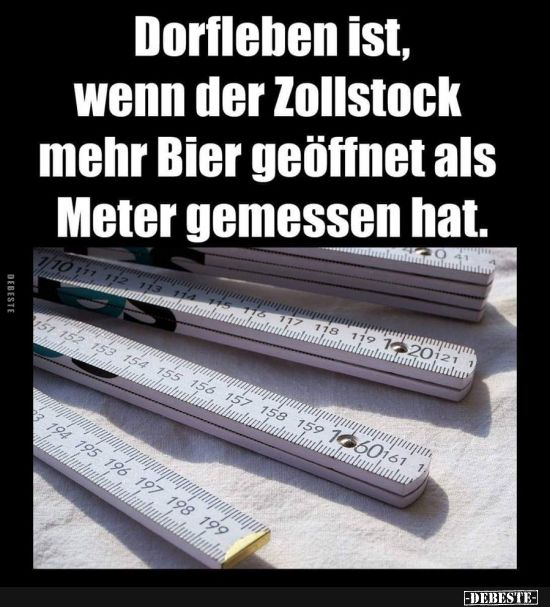 Dorfleben ist,
wenn der Zollstock
mehr Bier geöffnet als
Meter gemessen hat.
DEBESTE
41
110 111 112 113 114 115 116 117 118 119 120 121
151 152 153 154 155 156 157 158 159 160 161
194 195 196 197 198 199
-DEBESTE-